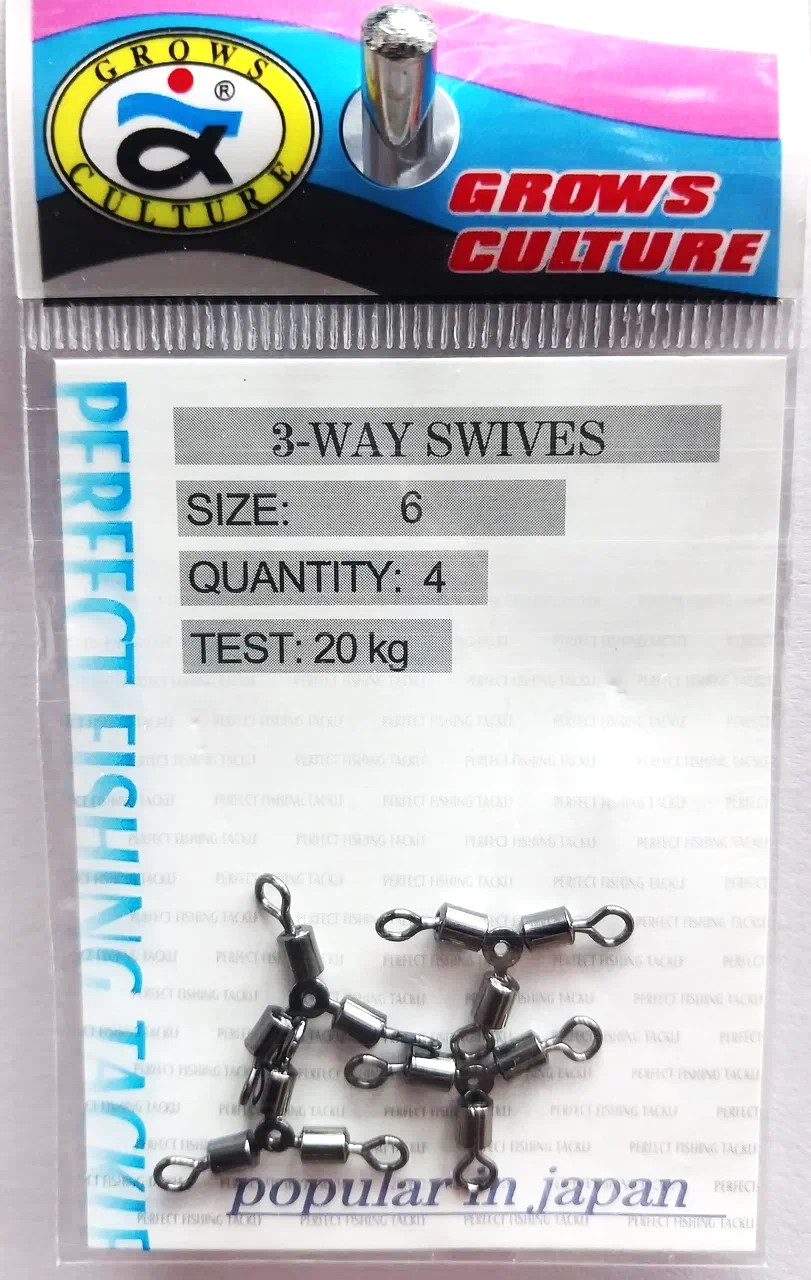 GROWS
CULTURE
®
GROWS
CULTURE
3-WAY SWIVES
SIZE: 6
QUANTITY: 4
TEST: 20 kg
PERFECT FISHING TACKLE
popular in japan